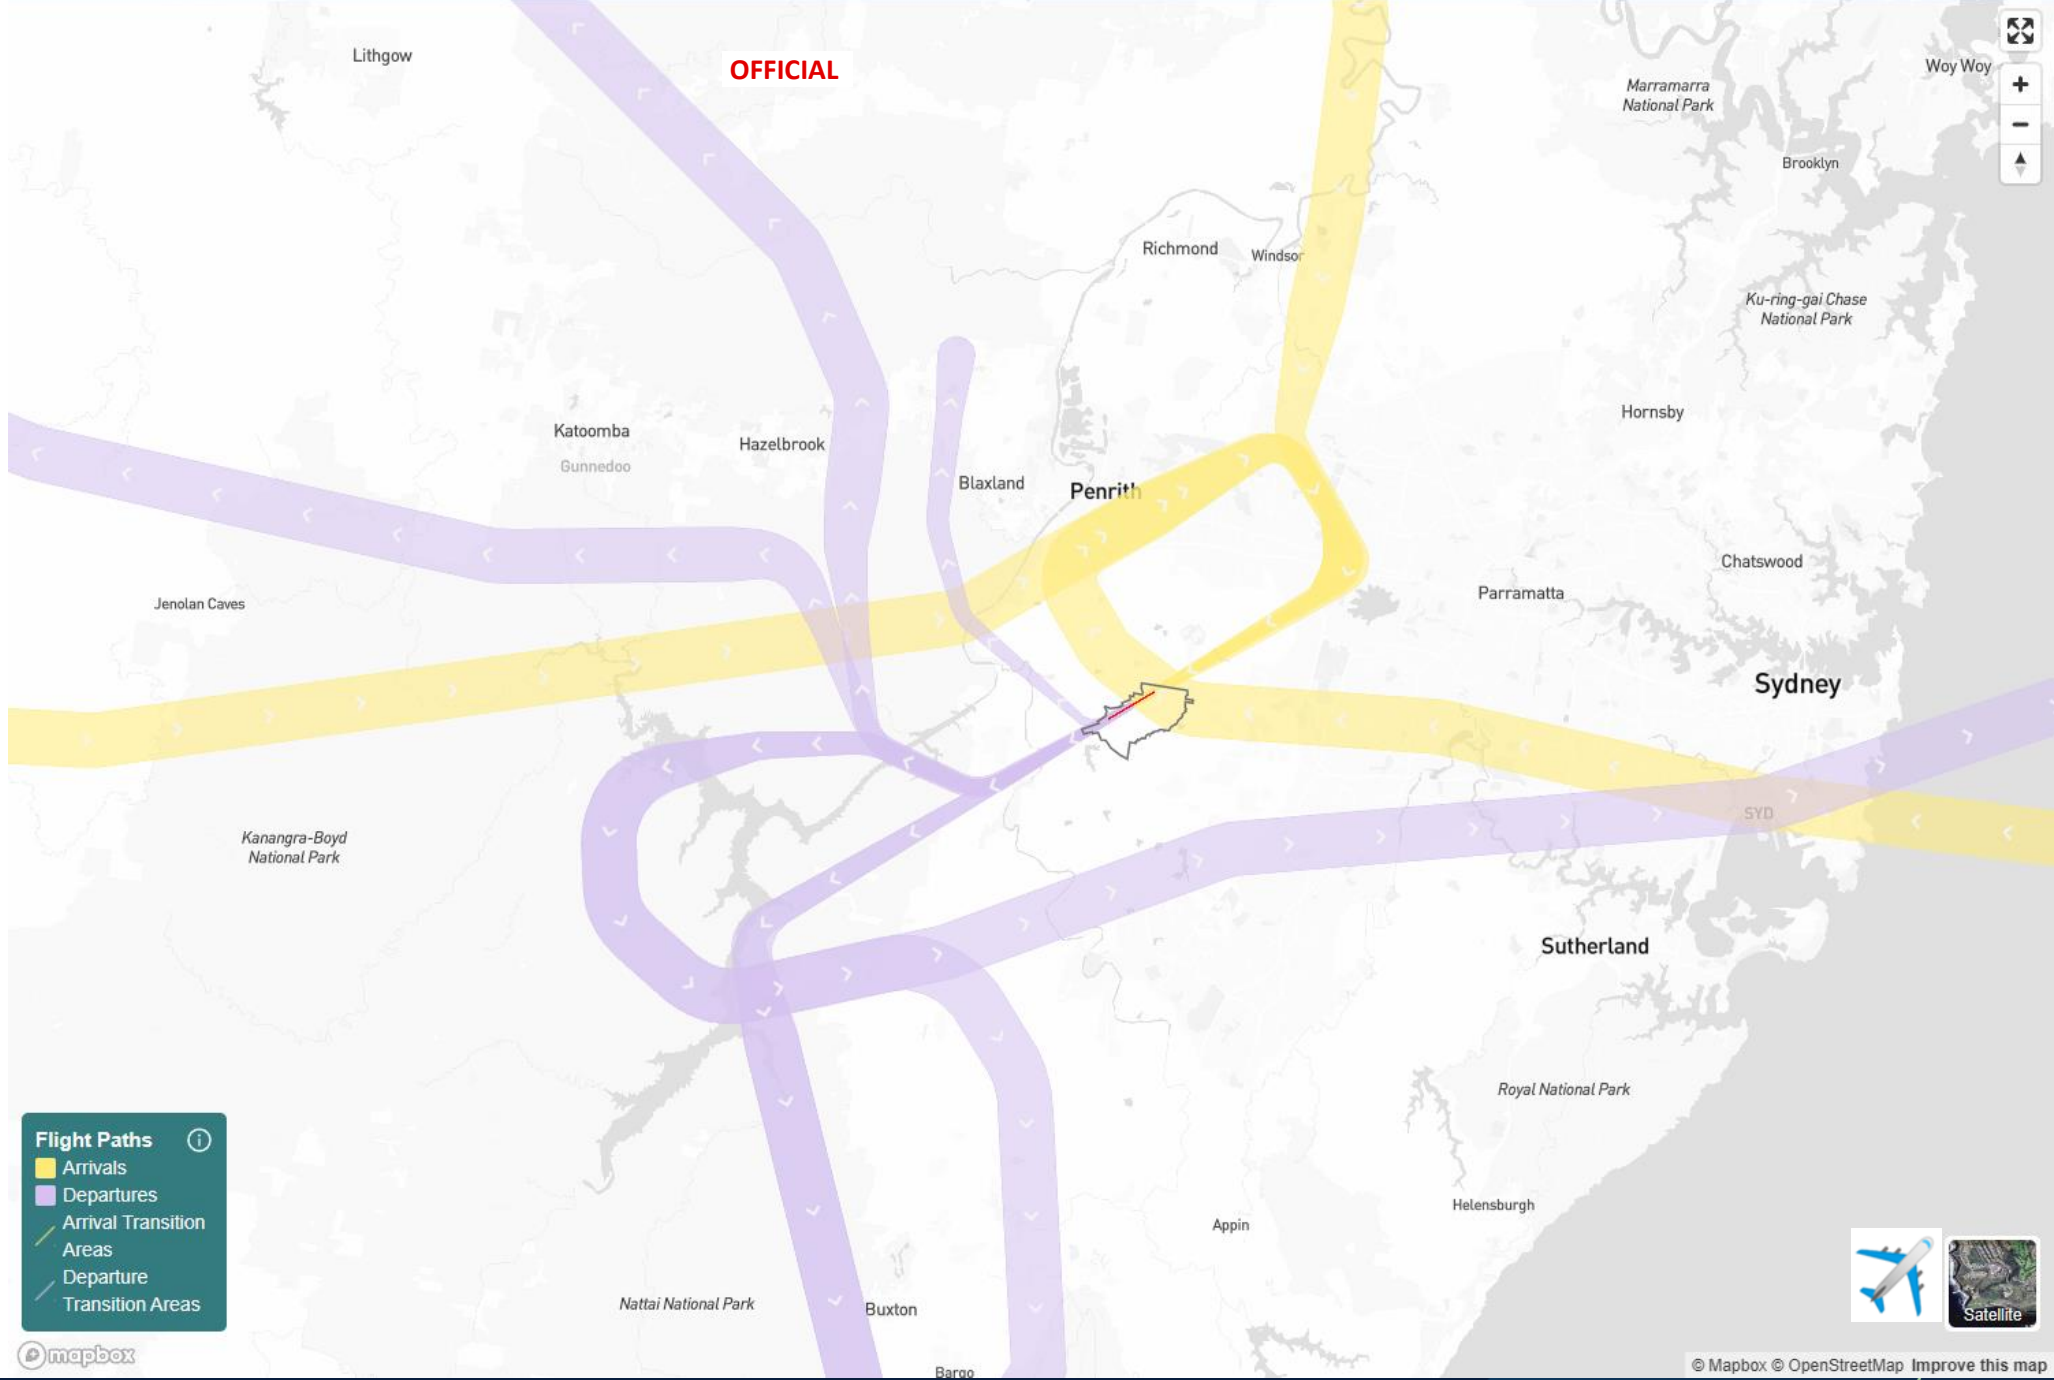 Lithgow
OFFICIAL
Woy Woy
Marramarra
National Park
+
−
Brooklyn
Richmond
Windsor
Ku-ring-gai Chase
National Park
Hornsby
Katoomba
Hazelbrook
Gunnedoo
Blaxland
Penrith
Chatswood
Jenolan Caves
Parramatta
Sydney
SYD
Kanangra-Boyd
National Park
Sutherland
Royal National Park
Flight Paths
Arrivals
Departures
Arrival Transition
Areas
Departure
Transition Areas
Helensburgh
Appin
Nattai National Park
Buxton
Satellite
mapbox
Bargo
© Mapbox © OpenStreetMap Improve this map